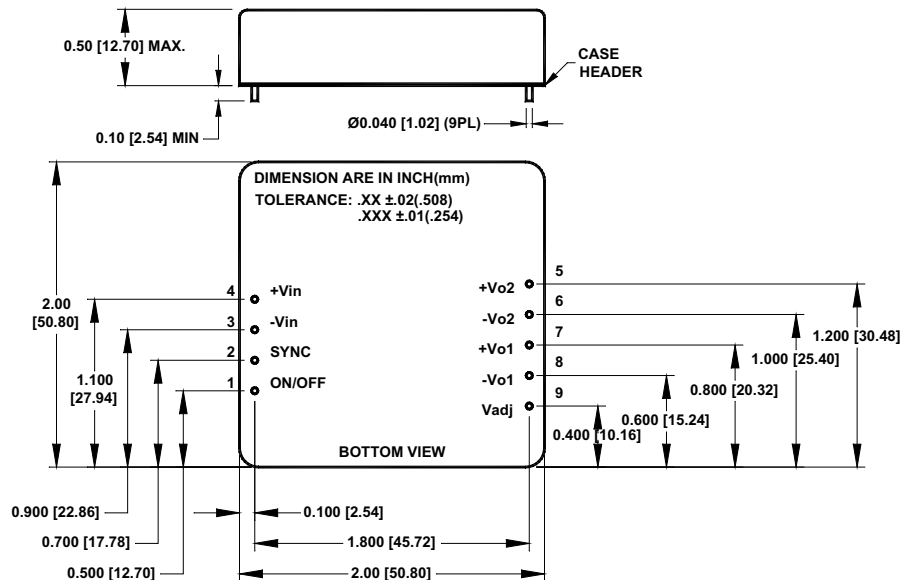 0.50 [12.70] MAX.
CASE
HEADER
0.10 [2.54] MIN
Ø0.040 [1.02] (9PL)
DIMENSION ARE IN INCH(mm)
TOLERANCE: .XX ±.02(.508)
.XXX ±.01(.254)
2.00
[50.80]
1.100
[27.94]
4 +Vin
3 -Vin
2 SYNC
1 ON/OFF
+Vo2 5
-Vo2 6
+Vo1 7
-Vo1 8
Vadj 9
1.200 [30.48]
1.000 [25.40]
0.800 [20.32]
0.600 [15.24]
0.400 [10.16]
BOTTOM VIEW
0.900 [22.86]
0.700 [17.78]
0.500 [12.70]
0.100 [2.54]
1.800 [45.72]
2.00 [50.80]